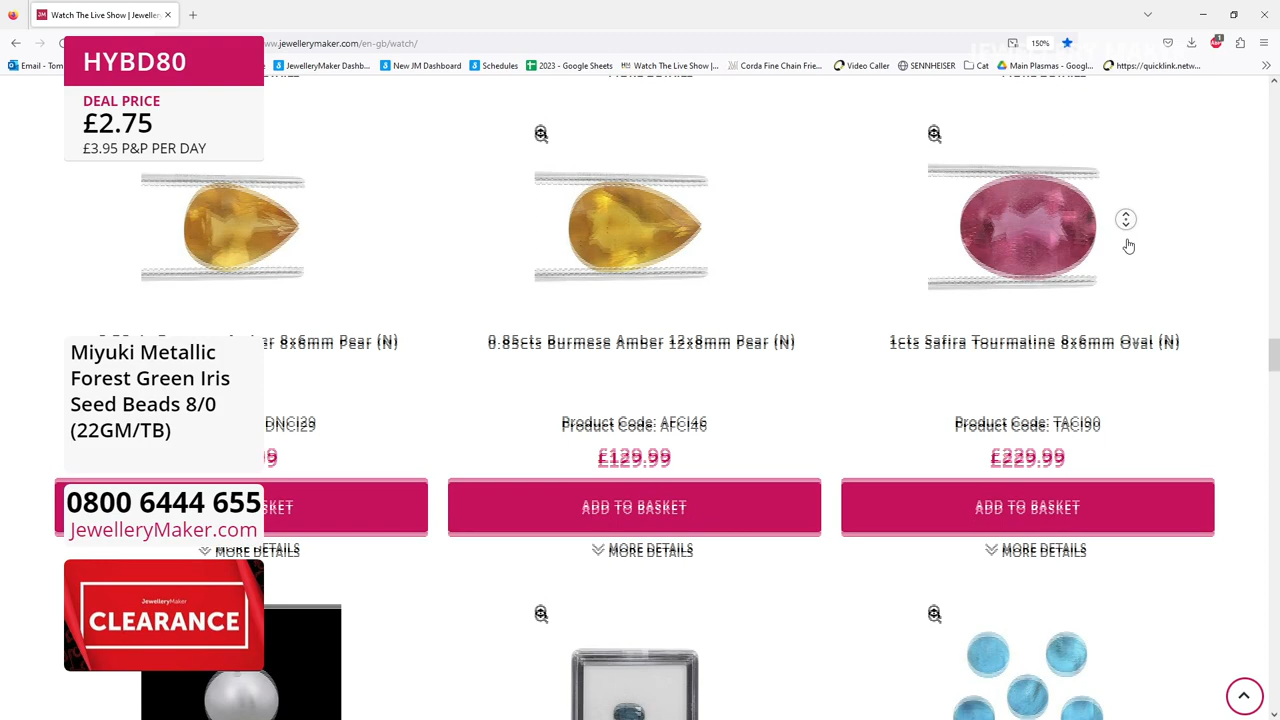 Watch The Live Show | Jeweller
.jewellerymaker.com/en-gb/watch/
150%
1
Email - Tom
JewelleryMaker Dashb...
New JM Dashboard
Schedules
2023 - Google Sheets
Watch The Live Show |...
Corda Fine Chain Frie...
Video Caller
SENNHEISER
Cat
Main Plasmas - Googl...
https://quicklink.netw...
HYBD80
DEAL PRICE
£2.75
£3.95 P&P PER DAY
er 8x6mm Pear (N)
0.85cts Burmese Amber 12x8mm Pear (N)
1cts Safira Tourmaline 8x6mm Oval (N)
Miyuki Metallic
Forest Green Iris
Seed Beads 8/0
(22GM/TB)
DNCI29
Product Code: AFCI46
Product Code: TACI90
£129.99
£229.99
ADD TO BASKET
ADD TO BASKET
0800 6444 655
JewelleryMaker.com
MORE DETAILS
MORE DETAILS
MORE DETAILS
JewelleryMaker
CLEARANCE